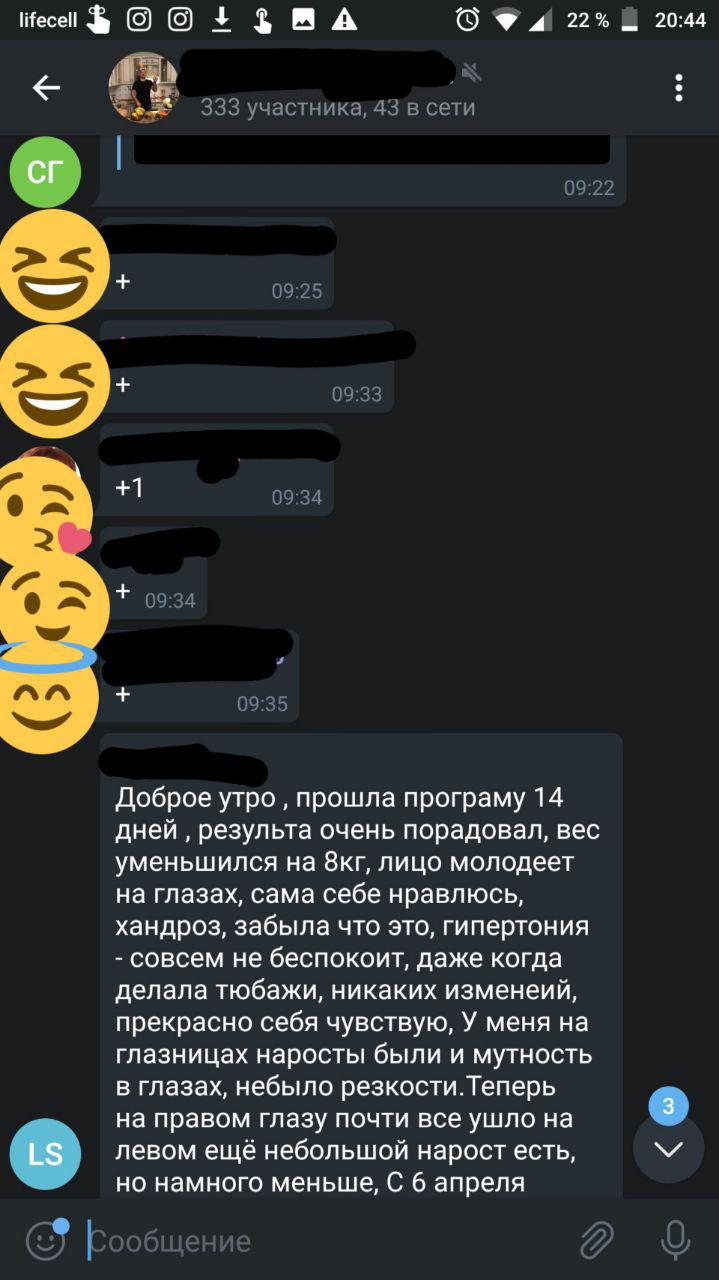 lifecell 22 % 20:44
333 участника, 43 в сети
СГ
09:22
+ 09:25
+ 09:33
+1 09:34
+ 09:34
+ 09:35
Доброе утро , прошла програму 14
дней , результа очень порадовал, вес
уменьшился на 8кг, лицо молодеет
на глазах, сама себе нравлюсь,
хандроз, забыла что это, гипертония
- совсем не беспокоит, даже когда
делала тюбажи, никаких изменеий,
прекрасно себя чувствую, У меня на
глазницах наросты были и мутность
в глазах, небыло резкости.Теперь
на правом глазу почти все ушло на
левом ещё небольшой нарост есть,
но намного меньше, С 6 апреля
3
LS
Сообщение